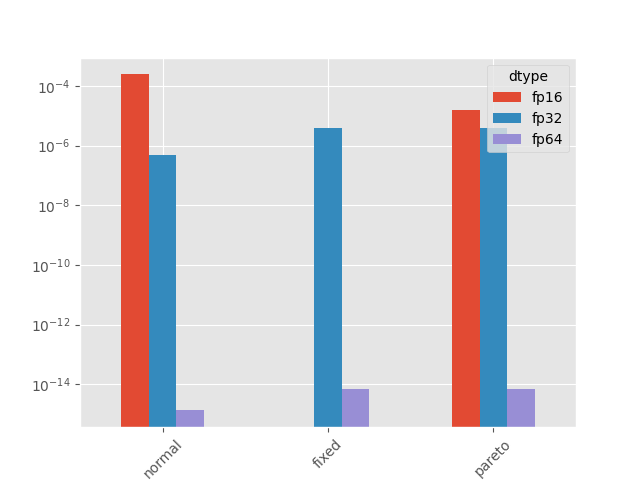 10⁻⁴
10⁻⁶
10⁻⁸
10⁻¹⁰
10⁻¹²
10⁻¹⁴
normal
fixed
pareto
dtype
fp16
fp32
fp64